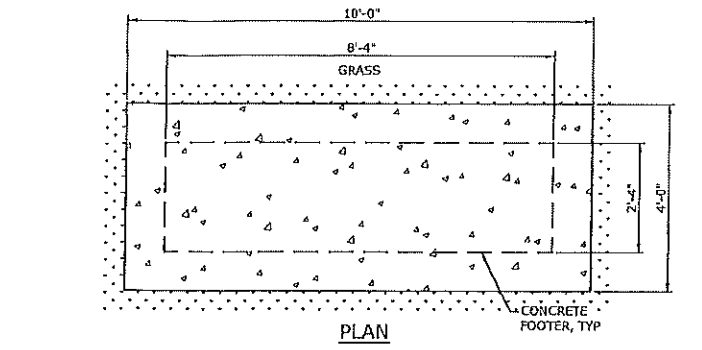 10'-0"
8'-4"
GRASS
2'-4"
4'-0"
CONCRETE
FOOTER, TYP
PLAN